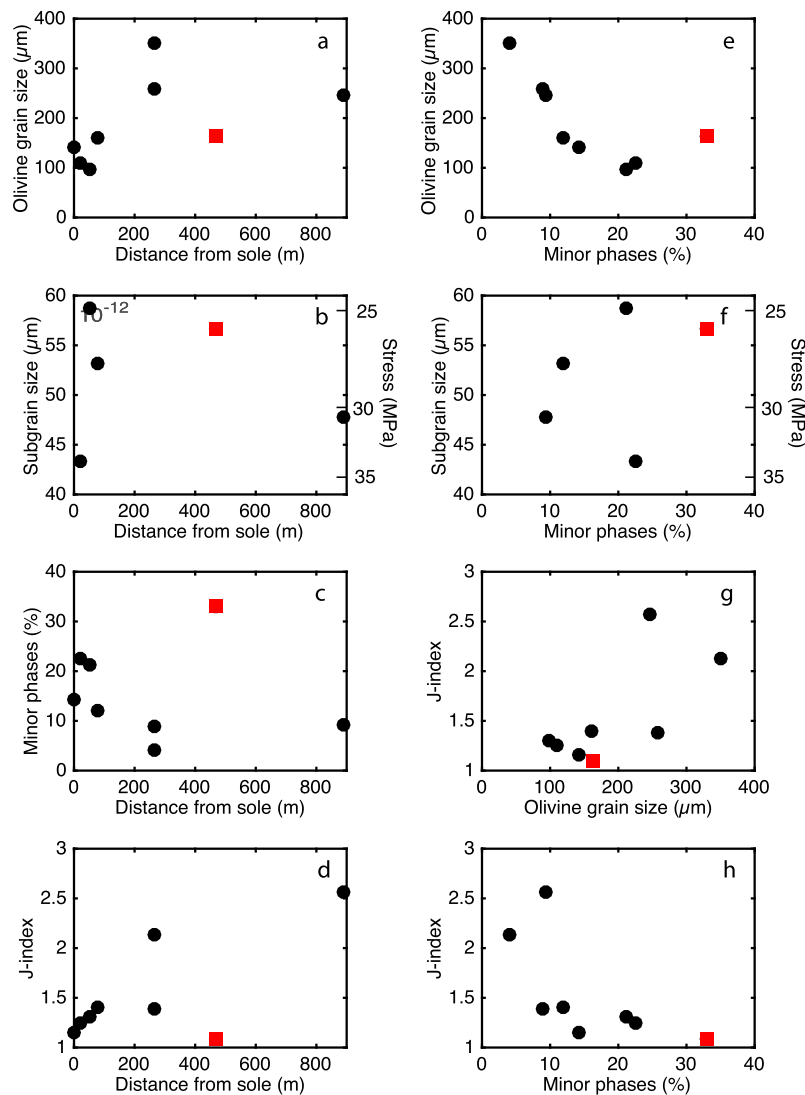 a
Olivine grain size (µm)
400
300
200
100
0
0 200 400 600 800
Distance from sole (m)
e
Olivine grain size (µm)
400
300
200
100
0
0 10 20 30 40
Minor phases (%)
b
10-12
Subgrain size (µm)
60
55
50
45
40
25
30
35
Stress (MPa)
0 200 400 600 800
Distance from sole (m)
f
Subgrain size (µm)
60
55
50
45
40
25
30
35
Stress (MPa)
0 10 20 30 40
Minor phases (%)
c
Minor phases (%)
40
30
20
10
0
0 200 400 600 800
Distance from sole (m)
g
J-index
3
2.5
2
1.5
1
0 100 200 300 400
Olivine grain size (µm)
d
J-index
3
2.5
2
1.5
1
0 200 400 600 800
Distance from sole (m)
h
J-index
3
2.5
2
1.5
1
0 10 20 30 40
Minor phases (%)